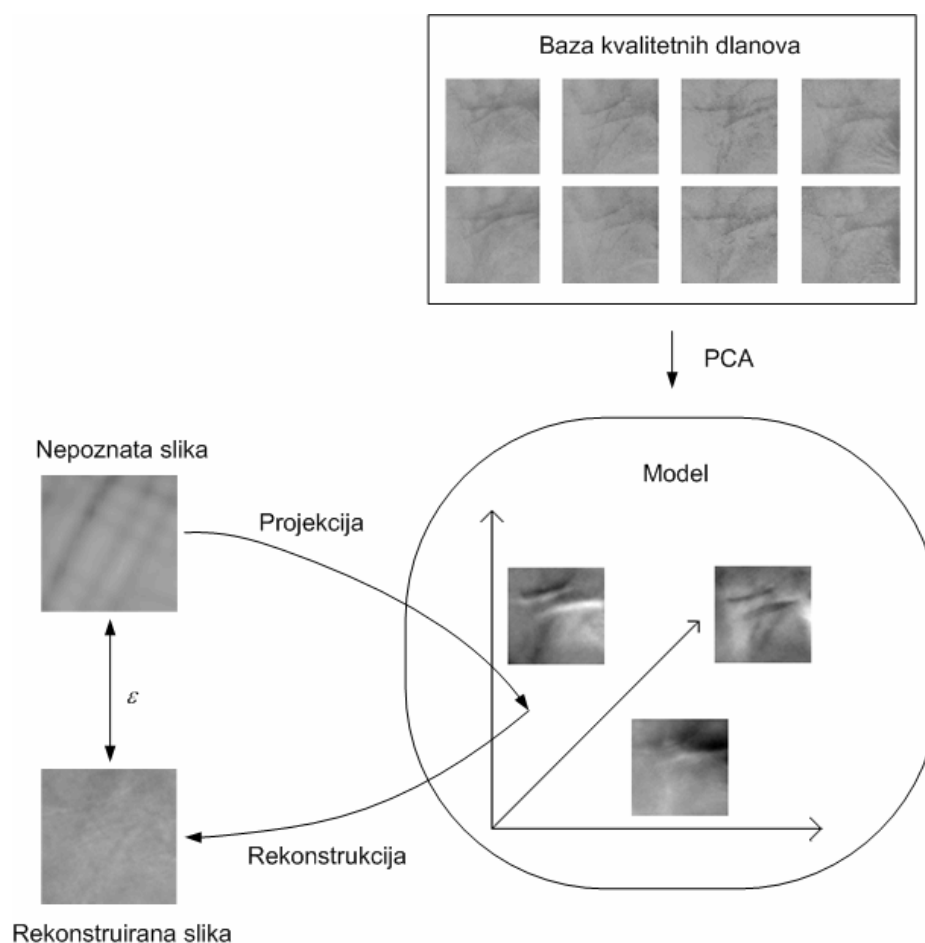 Baza kvalitetnih dlanova
PCA
Nepoznata slika
Model
Projekcija
ε
Rekonstrukcija
Rekonstruirana slika